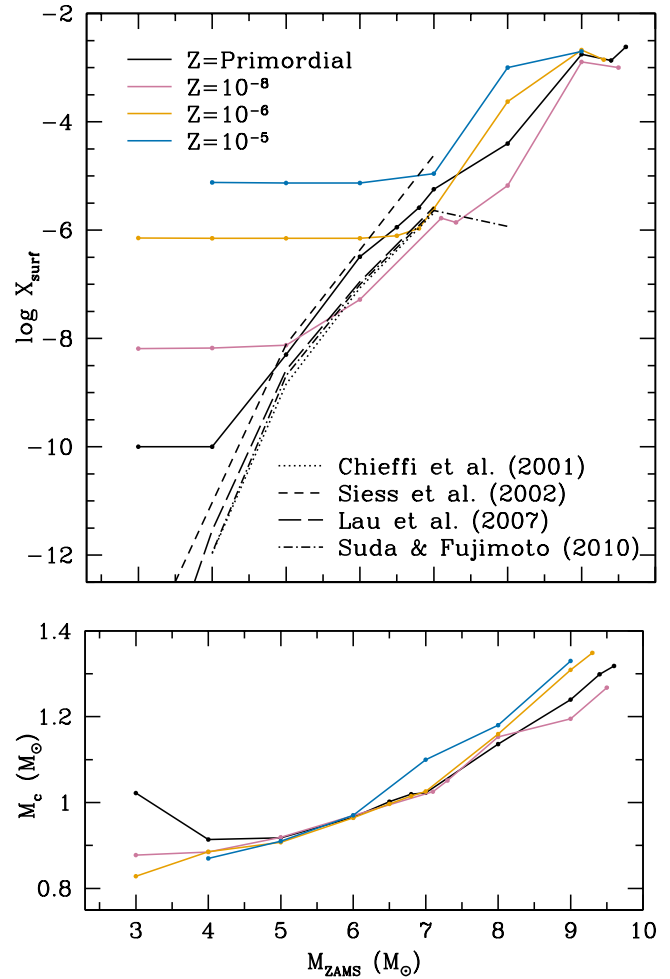 −2
−4
−6
−8
−10
−12
log X_surf
Z=Primordial
Z=10⁻⁸
Z=10⁻⁶
Z=10⁻⁵
Chieffi et al. (2001)
Siess et al. (2002)
Lau et al. (2007)
Suda & Fujimoto (2010)
1.4
1.2
1
0.8
M_c (M_⊙)
3 4 5 6 7 8 9 10
M_ZAMS (M_⊙)